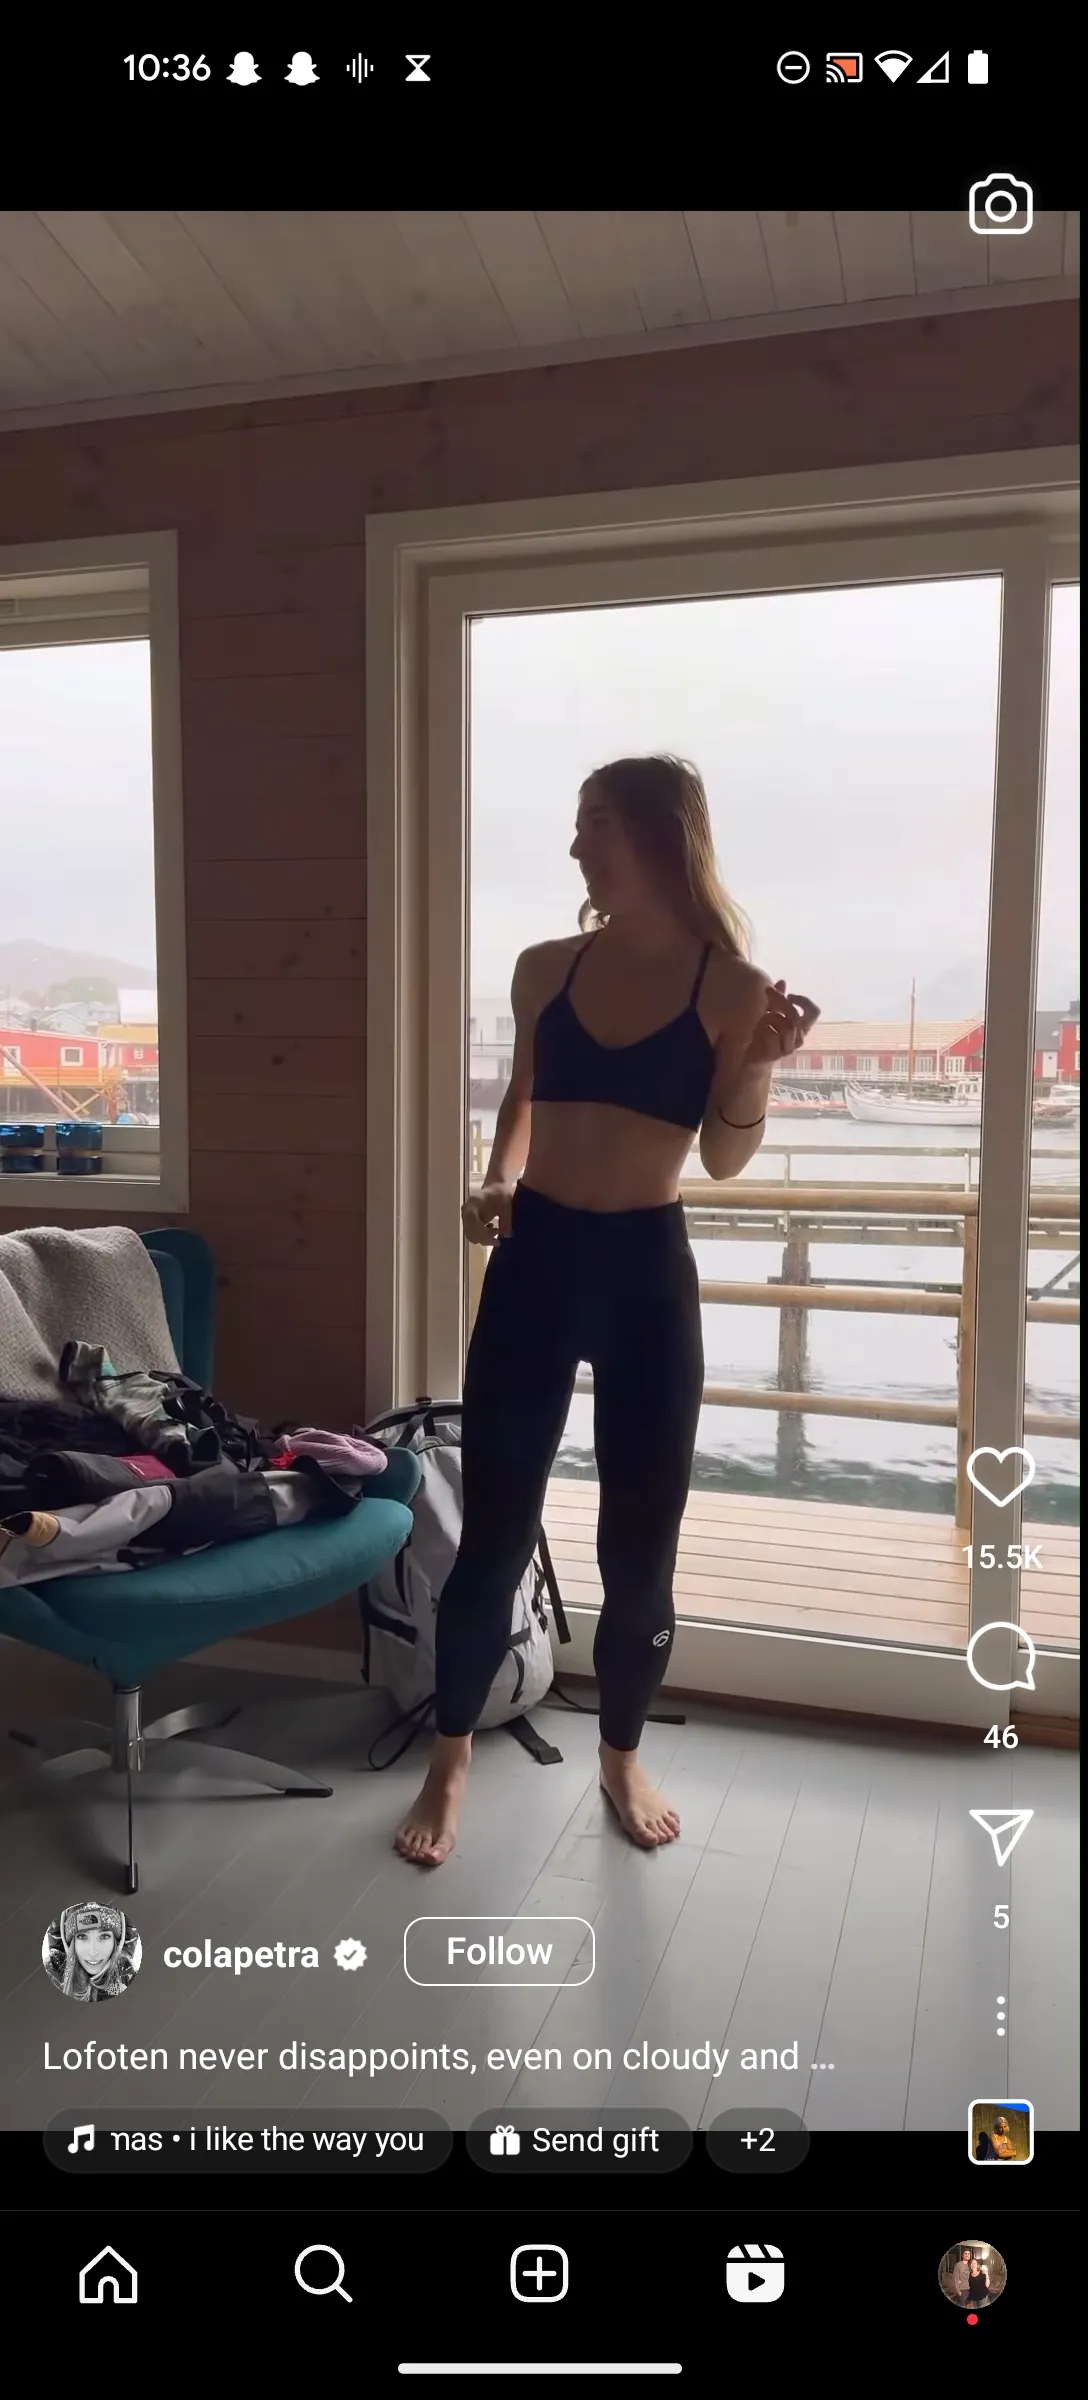 10:36
15.5K
46
5
colapetra
Follow
Lofoten never disappoints, even on cloudy and ...
mas • i like the way you
Send gift
+2